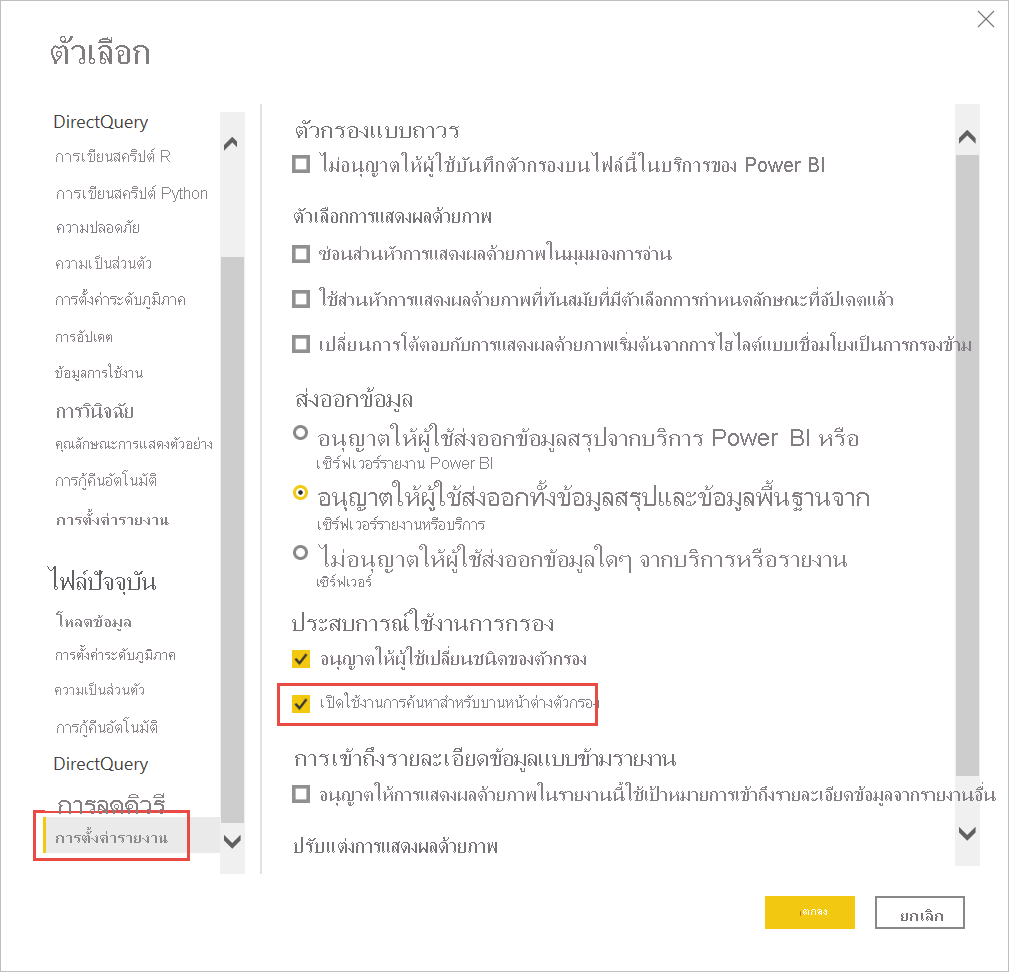 ตัวเลือก
DirectQuery
การเขียนสคริปต์ R
การเขียนสคริปต์ Python
ความปลอดภัย
ความเป็นส่วนตัว
การตั้งค่าระดับภูมิภาค
การอัปเดต
ข้อมูลการใช้งาน
การวินิจฉัย
คุณลักษณะการแสดงตัวอย่าง
การกู้คืนอัตโนมัติ
การตั้งค่ารายงาน
ไฟล์ปัจจุบัน
โหลดข้อมูล
การตั้งค่าระดับภูมิภาค
ความเป็นส่วนตัว
การกู้คืนอัตโนมัติ
DirectQuery
การลดคิวรี
การตั้งค่ารายงาน
ตัวกรองแบบถาวร
ไม่อนุญาตให้ผู้ใช้บันทึกตัวกรองบนไฟล์นี้ในบริการของ Power BI
ตัวเลือกการแสดงผลด้วยภาพ
ซ่อนส่วนหัวการแสดงผลด้วยภาพในมุมมองการอ่าน
ใช้ส่วนหัวการแสดงผลด้วยภาพที่ทันสมัยที่มีตัวเลือกการกำหนดลักษณะที่อัปเดตแล้ว
เปลี่ยนการโต้ตอบกับการแสดงผลด้วยภาพเริ่มต้นจากการไฮไลต์แบบเชื่อมโยงเป็นการกรองข้าม
ส่งออกข้อมูล
อนุญาตให้ผู้ใช้ส่งออกข้อมูลสรุปจากบริการ Power BI หรือ
เซิร์ฟเวอร์รายงาน Power BI
อนุญาตให้ผู้ใช้ส่งออกทั้งข้อมูลสรุปและข้อมูลพื้นฐานจาก
เซิร์ฟเวอร์รายงานหรือบริการ
ไม่อนุญาตให้ผู้ใช้ส่งออกข้อมูลใดๆ จากบริการหรือรายงาน
เซิร์ฟเวอร์
ประสบการณ์ใช้งานการกรอง
อนุญาตให้ผู้ใช้เปลี่ยนชนิดของตัวกรอง
เปิดใช้งานการค้นหาสำหรับบานหน้าต่างตัวกรอง
การเข้าถึงรายละเอียดข้อมูลแบบข้ามรายงาน
อนุญาตให้การแสดงผลด้วยภาพในรายงานนี้ใช้เป้าหมายการเข้าถึงรายละเอียดข้อมูลจากรายงานอื่น
ปรับแต่งการแสดงผลด้วยภาพ
ยกเลิก